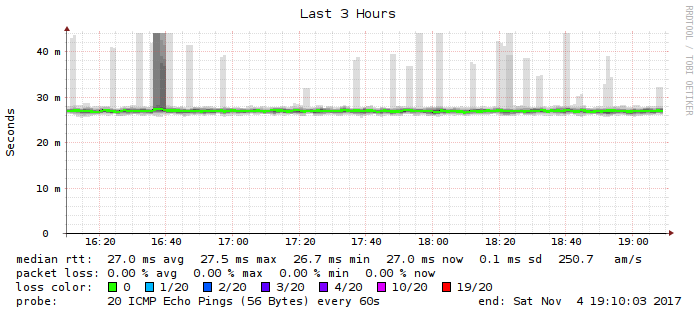 Last 3 Hours
RRDTOOL / TOBI OETIKER
Seconds
40 m
30 m
20 m
10 m
0
16:20 16:40 17:00 17:20 17:40 18:00 18:20 18:40 19:00
median rtt: 27.0 ms avg 27.5 ms max 26.7 ms min 27.0 ms now 0.1 ms sd 250.7 am/s
packet loss: 0.00 % avg 0.00 % max 0.00 % min 0.00 % now
loss color: 0 1/20 2/20 3/20 4/20 10/20 19/20
probe: 20 ICMP Echo Pings (56 Bytes) every 60s end: Sat Nov 4 19:10:03 2017